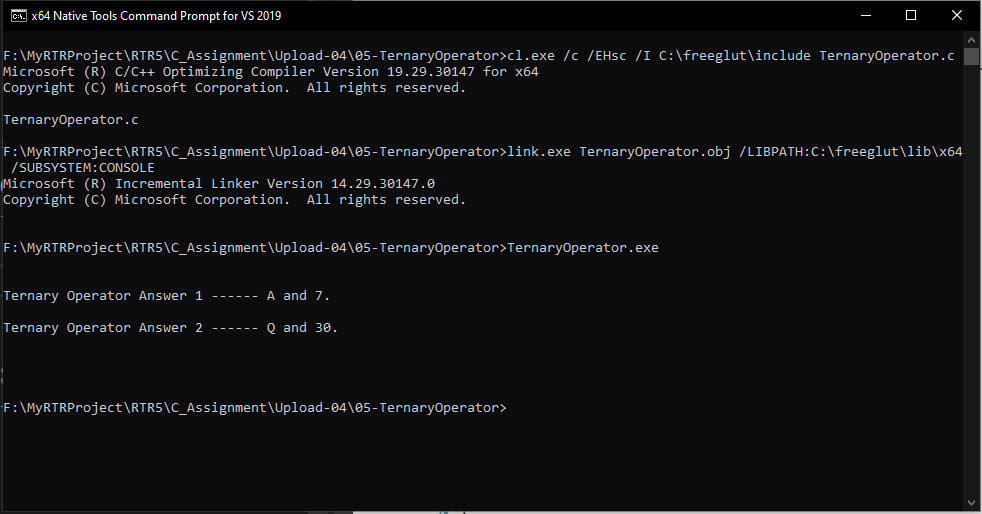 x64 Native Tools Command Prompt for VS 2019
F:\MyRTRProject\RTR5\C_Assignment\Upload-04\05-TernaryOperator>cl.exe /c /EHsc /I C:\freeglut\include TernaryOperator.c
Microsoft (R) C/C++ Optimizing Compiler Version 19.29.30147 for x64
Copyright (C) Microsoft Corporation.  All rights reserved.
TernaryOperator.c
F:\MyRTRProject\RTR5\C_Assignment\Upload-04\05-TernaryOperator>link.exe TernaryOperator.obj /LIBPATH:C:\freeglut\lib\x64
/SUBSYSTEM:CONSOLE
Microsoft (R) Incremental Linker Version 14.29.30147.0
Copyright (C) Microsoft Corporation.  All rights reserved.
F:\MyRTRProject\RTR5\C_Assignment\Upload-04\05-TernaryOperator>TernaryOperator.exe
Ternary Operator Answer 1 ------ A and 7.
Ternary Operator Answer 2 ------ Q and 30.
F:\MyRTRProject\RTR5\C_Assignment\Upload-04\05-TernaryOperator>